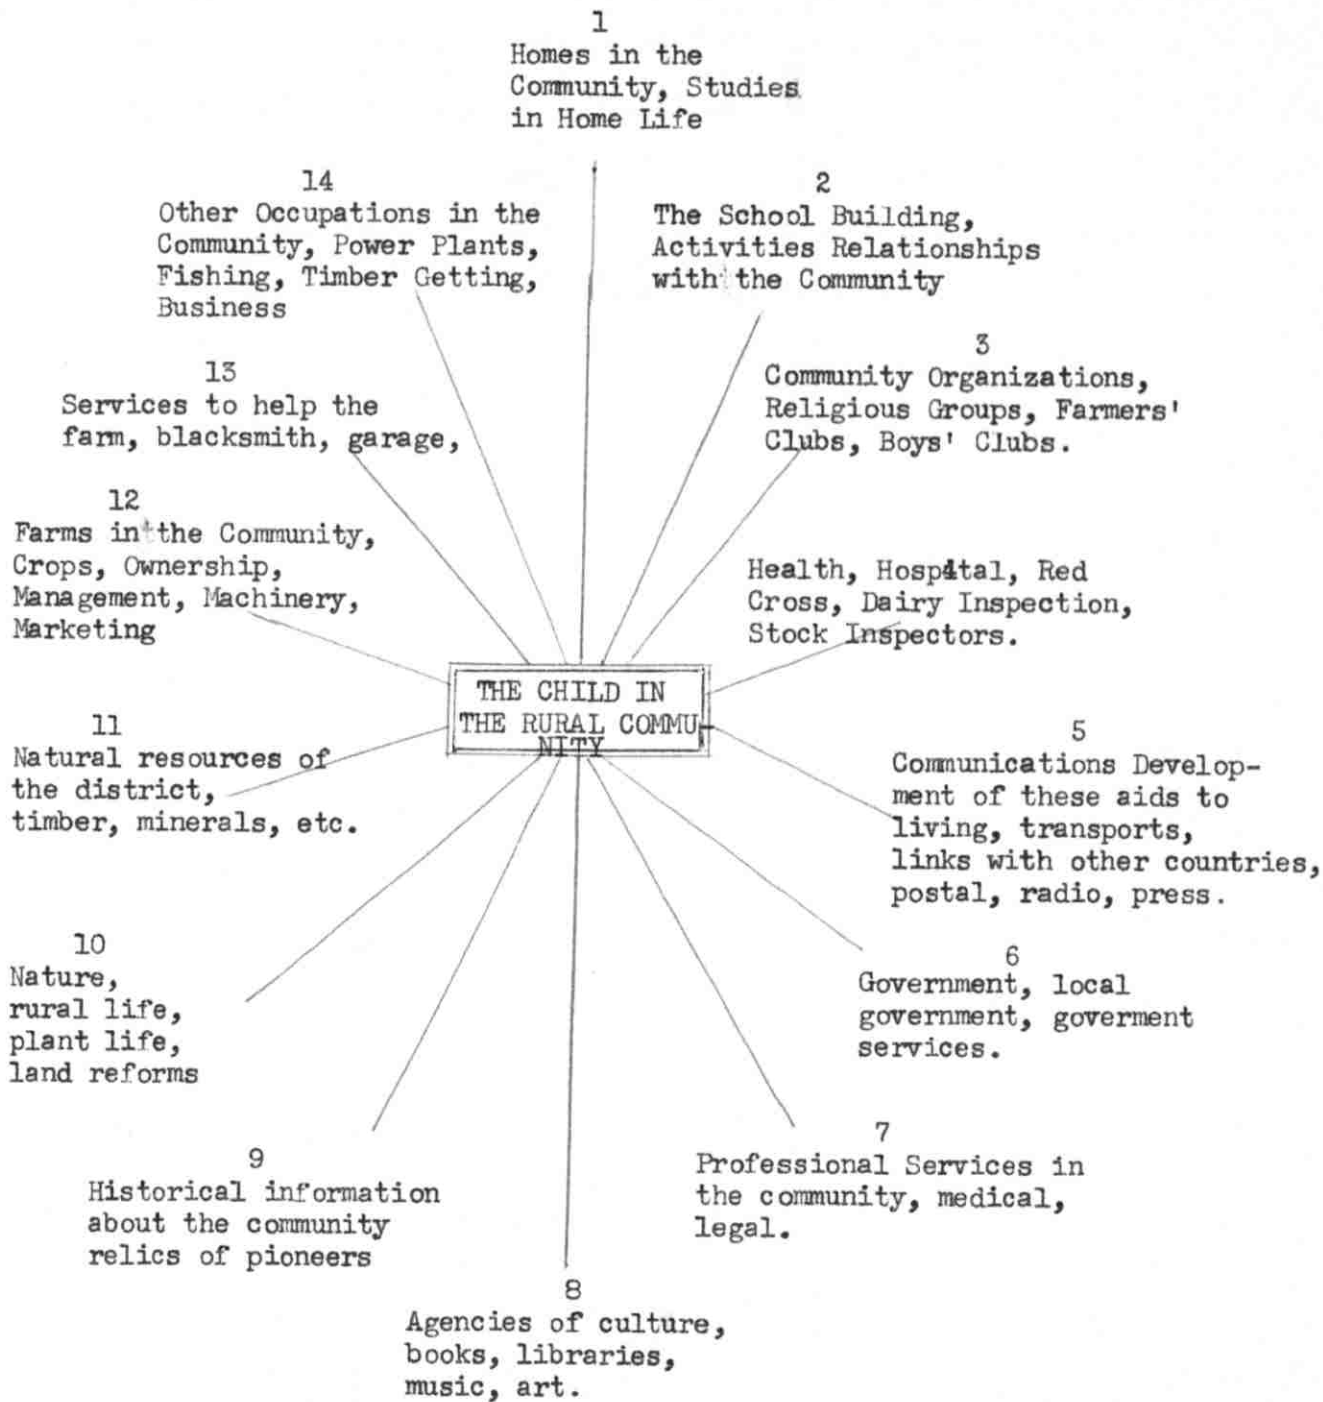 1
Homes in the
Community, Studies
in Home Life
14
Other Occupations in the
Community, Power Plants,
Fishing, Timber Getting,
Business
2
The School Building,
Activities Relationships
with the Community
3
Community Organizations,
Religious Groups, Farmers'
Clubs, Boys' Clubs.
13
Services to help the
farm, blacksmith, garage,
12
Farms in the Community,
Crops, Ownership,
Management, Machinery,
Marketing
Health, Hospital, Red
Cross, Dairy Inspection,
Stock Inspectors.
THE CHILD IN
THE RURAL COMMU
NITY
11
Natural resources of
the district,
timber, minerals, etc.
5
Communications Develop-
ment of these aids to
living, transports,
links with other countries,
postal, radio, press.
10
Nature,
rural life,
plant life,
land reforms
6
Government, local
government, goverment
services.
9
Historical information
about the community
relics of pioneers
7
Professional Services in
the community, medical,
legal.
8
Agencies of culture,
books, libraries,
music, art.